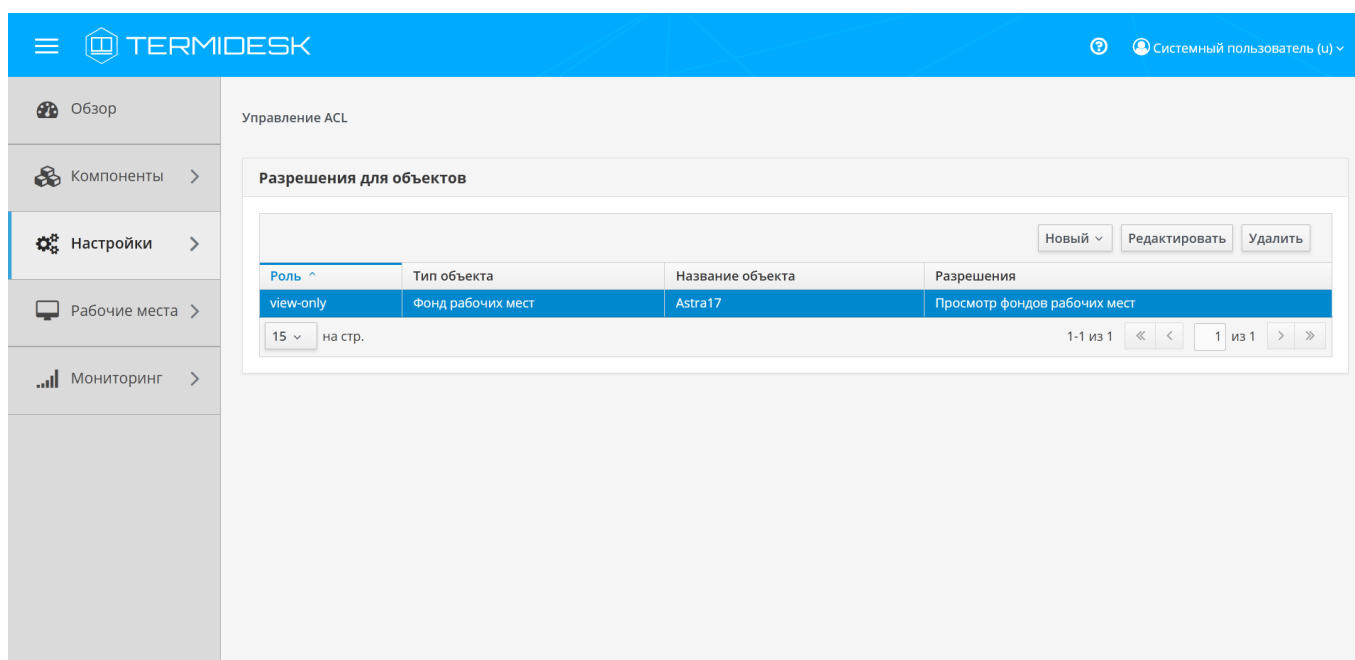 TERMIDESK
Системный пользователь (u)
Обзор
Компоненты
Настройки
Рабочие места
Мониторинг
Управление ACL
Разрешения для объектов
Новый Редактировать Удалить
Роль Тип объекта Название объекта Разрешения
view-only Фонд рабочих мест Astra17 Просмотр фондов рабочих мест
15 на стр. 1-1 из 1 1 из 1